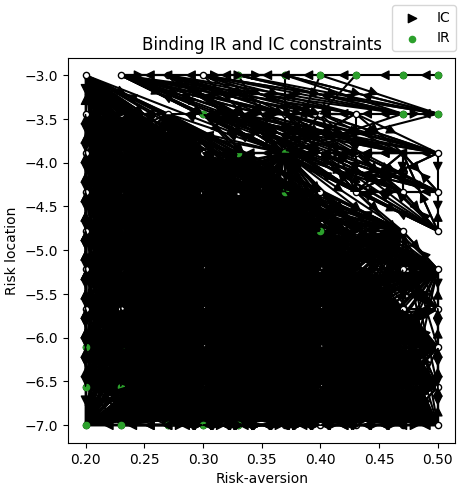 IC
IR
Binding IR and IC constraints
−3.0
−3.5
−4.0
−4.5
−5.0
−5.5
−6.0
−6.5
−7.0
Risk location
0.20 0.25 0.30 0.35 0.40 0.45 0.50
Risk-aversion